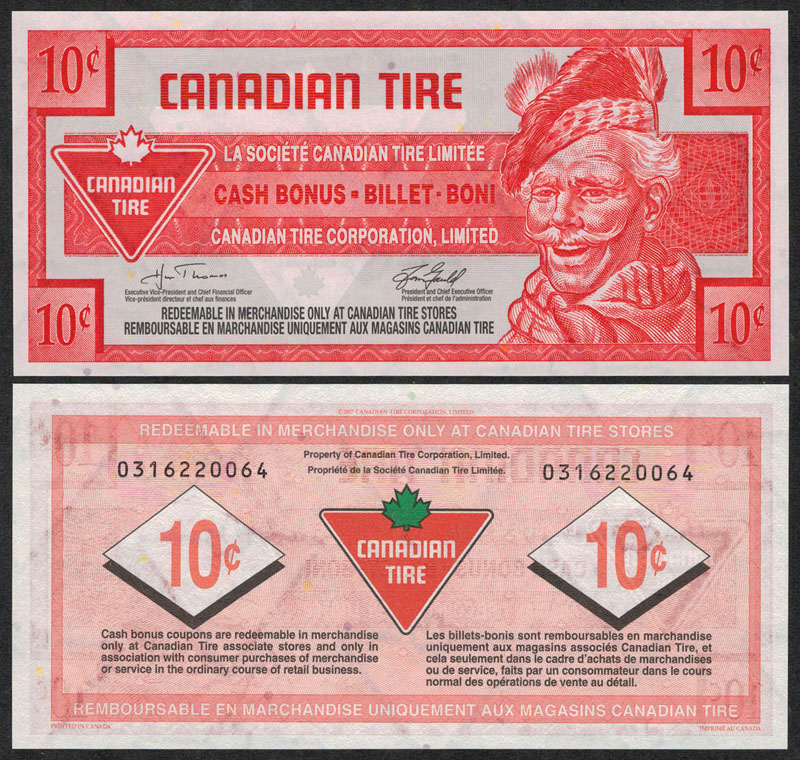 10¢
10¢
CANADIAN TIRE
LA SOCIÉTÉ CANADIAN TIRE LIMITÉE
CANADIAN
TIRE
CASH BONUS - BILLET - BONI
CANADIAN TIRE CORPORATION, LIMITED
Executive Vice-President and Chief Financial Officer
Vice-président directeur et chef aux finances
President and Chief Executive Officer
Président et chef de l'administration
10¢
10¢
REDEEMABLE IN MERCHANDISE ONLY AT CANADIAN TIRE STORES
REMBOURSABLE EN MARCHANDISE UNIQUEMENT AUX MAGASINS CANADIAN TIRE
©2007 CANADIAN TIRE CORPORATION, LIMITED
REDEEMABLE IN MERCHANDISE ONLY AT CANADIAN TIRE STORES
Property of Canadian Tire Corporation, Limited.
Propriété de la Société Canadian Tire Limitée.
0316220064
0316220064
10¢
CANADIAN
TIRE
10¢
Cash bonus coupons are redeemable in merchandise
only at Canadian Tire associate stores and only in
association with consumer purchases of merchandise
or service in the ordinary course of retail business.
Les billets-bonis sont remboursables en marchandise
uniquement aux magasins associés Canadian Tire, et
cela seulement dans le cadre d'achats de marchandises
ou de service, faits par un consommateur dans le cours
normal des opérations de vente au détail.
REMBOURSABLE EN MARCHANDISE UNIQUEMENT AUX MAGASINS CANADIAN TIRE
PRINTED IN CANADA
IMPRIMÉ AU CANADA